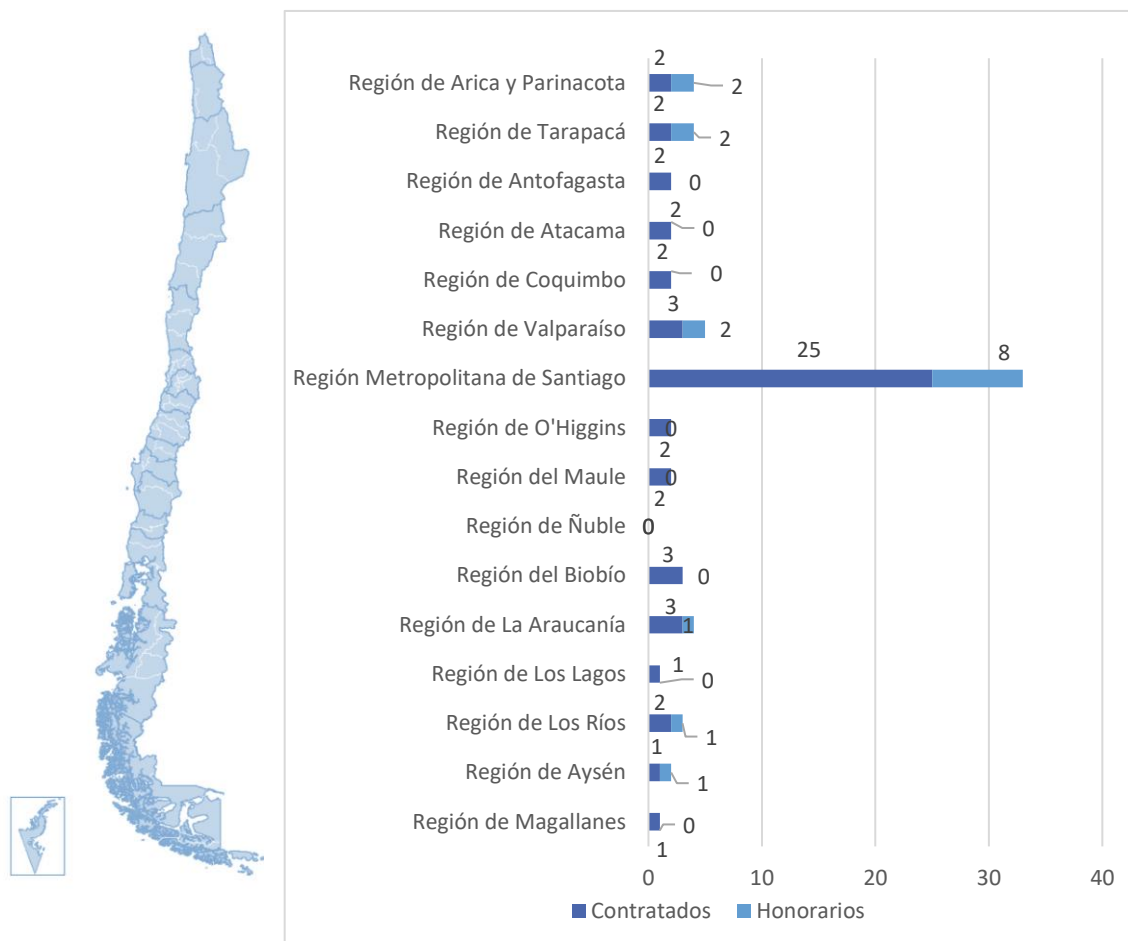 2
Región de Arica y Parinacota 2
2
Región de Tarapacá 2
2
Región de Antofagasta 0
2
Región de Atacama 0
2
Región de Coquimbo 0
3
Región de Valparaíso 2
25 8
Región Metropolitana de Santiago
Región de O'Higgins 0
2
Región del Maule 0
2
Región de Ñuble 0
3
Región del Biobío 0
3
Región de La Araucanía 1
1
Región de Los Lagos 0
2
Región de Los Ríos 1
1
Región de Aysén 1
Región de Magallanes 0
1
0 10 20 30 40
Contratados Honorarios